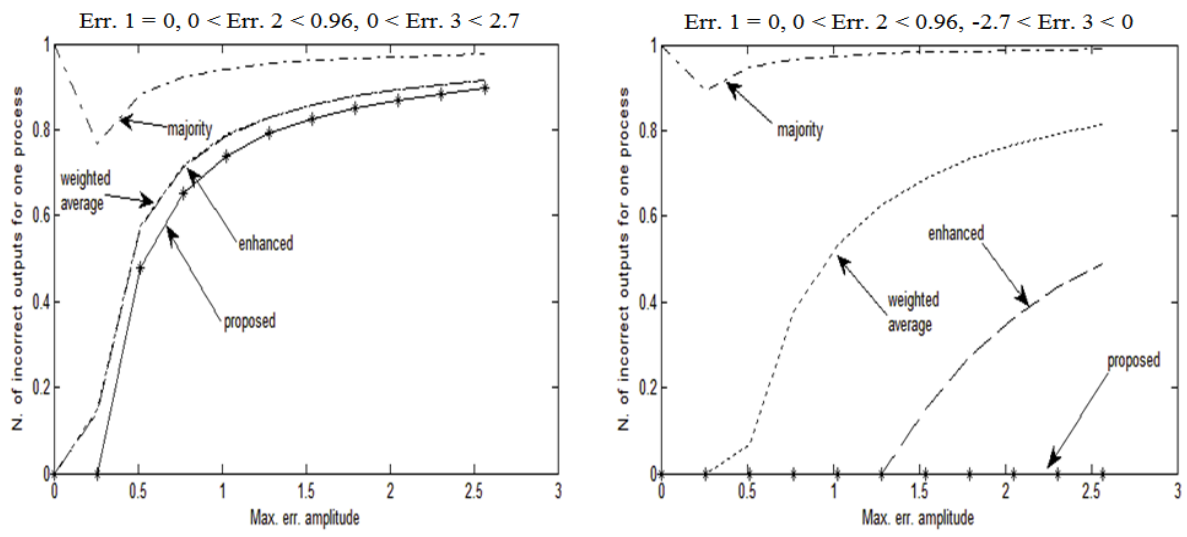 Err. 1 = 0, 0 < Err. 2 < 0.96, 0 < Err. 3 < 2.7
N. of incorrect outputs for one process
1
0.8
0.6
0.4
0.2
0
majority
weighted
average
enhanced
proposed
0 0.5 1 1.5 2 2.5 3
Max. err. amplitude
Err. 1 = 0, 0 < Err. 2 < 0.96, -2.7 < Err. 3 < 0
N. of incorrect outputs for one process
1
0.8
0.6
0.4
0.2
0
majority
enhanced
weighted
average
proposed
0 0.5 1 1.5 2 2.5 3
Max. err. amplitude